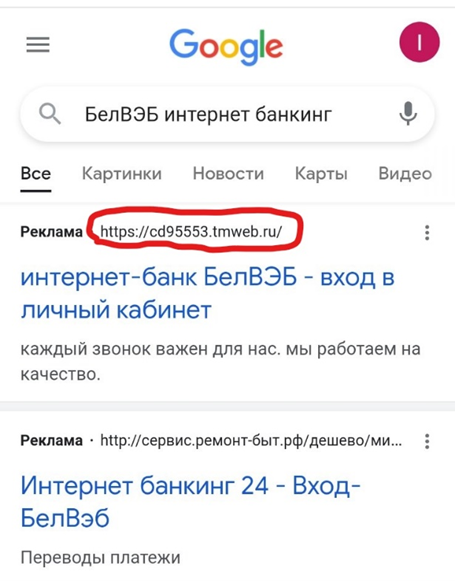 Google
I
БелВЭБ интернет банкинг
Все Картинки Новости Карты Видео
Реклама · https://cd95553.tmweb.ru/
интернет-банк БелВЭБ - вход в
личный кабинет
каждый звонок важен для нас. мы работаем на
качество.
Реклама · http://сервис.ремонт-быт.рф/дешево/ми...
Интернет банкинг 24 - Вход-
БелВэб
Переводы платежи